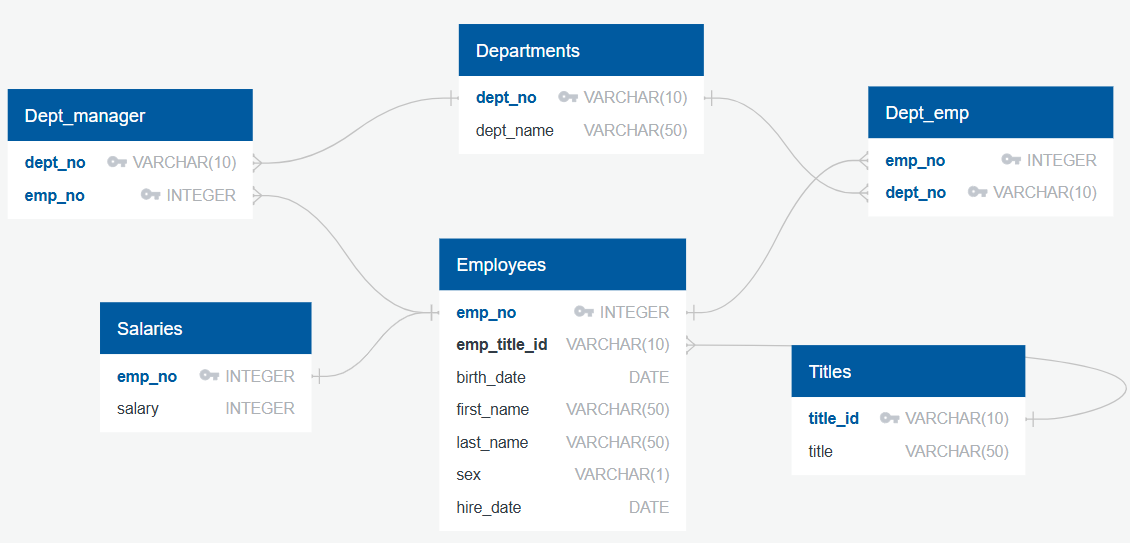 Departments
dept_no VARCHAR(10)
dept_name VARCHAR(50)
Dept_manager
dept_no VARCHAR(10)
emp_no INTEGER
Dept_emp
emp_no INTEGER
dept_no VARCHAR(10)
Employees
emp_no INTEGER
emp_title_id VARCHAR(10)
birth_date DATE
first_name VARCHAR(50)
last_name VARCHAR(50)
sex VARCHAR(1)
hire_date DATE
Salaries
emp_no INTEGER
salary INTEGER
Titles
title_id VARCHAR(10)
title VARCHAR(50)